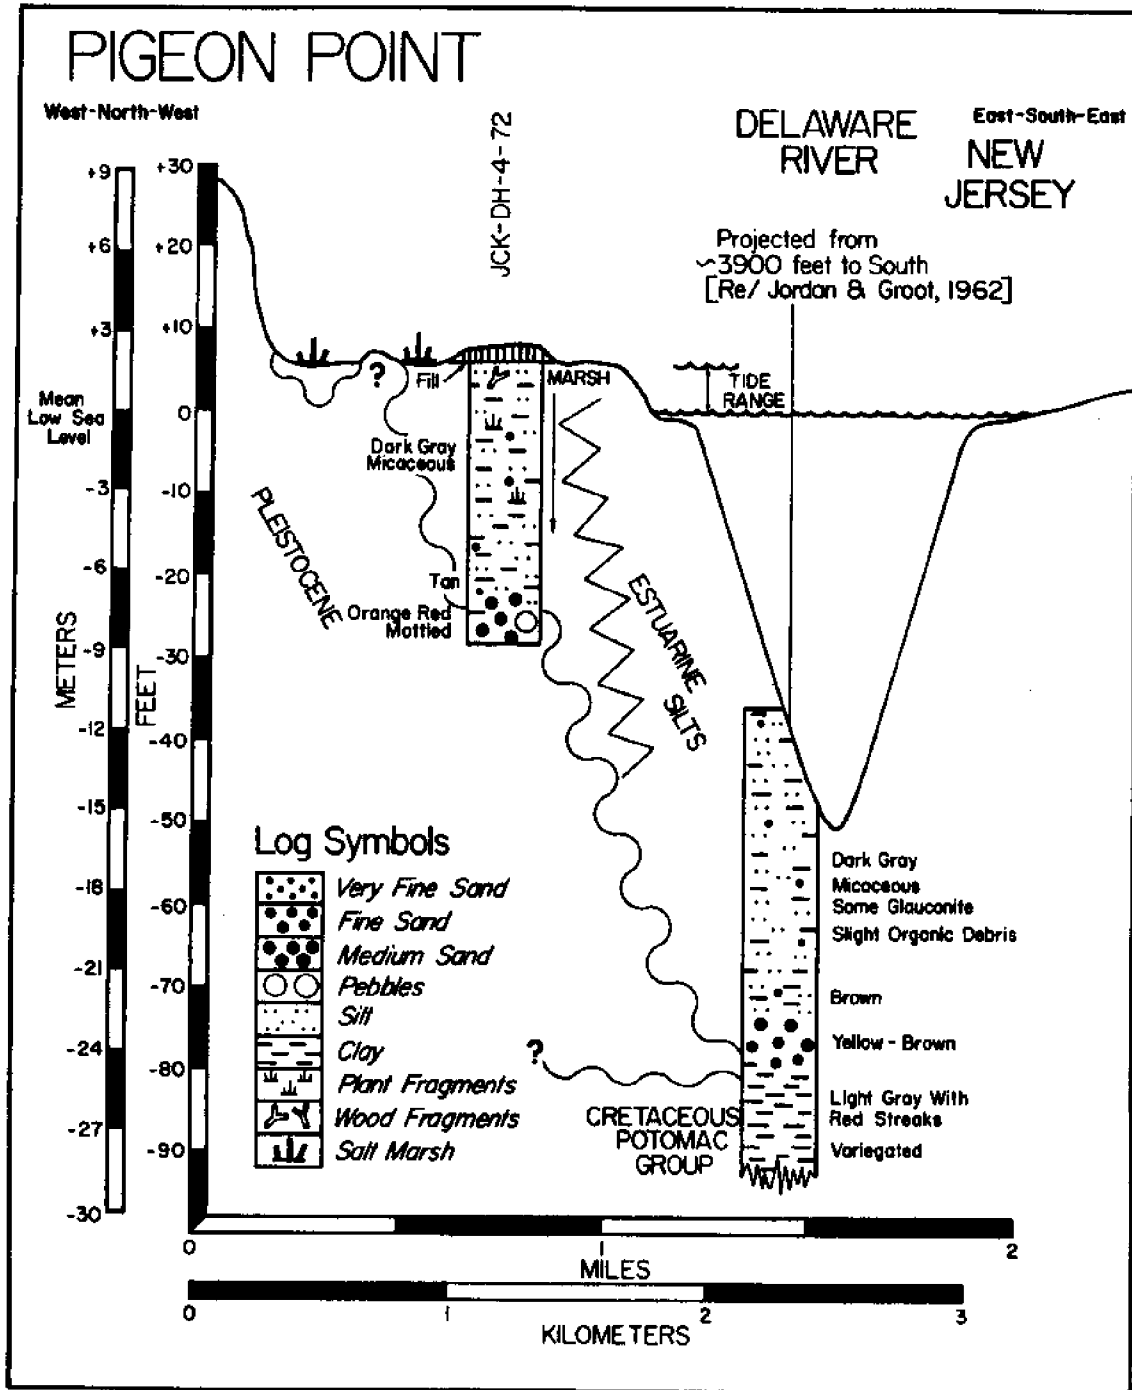 PIGEON POINT
West-North-West
East-South-East
JCK-DH-4-72
DELAWARE
RIVER
NEW
JERSEY
Projected from
~3900 feet to South
[Re/ Jordan & Groot, 1962]
+9
+6
+3
Mean
Low Sea
Level
-3
-6
-9
-12
-15
-18
-21
-24
-27
-30
METERS
+30
+20
+10
0
-10
-20
-30
-40
-50
-60
-70
-80
-90
FEET
?
Fill
MARSH
TIDE
RANGE
Dark Gray
Micaceous
PLEISTOCENE
Tan
Orange Red
Mottled
ESTUARINE
SILTS
Log Symbols
Very Fine Sand
Fine Sand
Medium Sand
Pebbles
Silt
Clay
Plant Fragments
Wood Fragments
Salt Marsh
Dark Gray
Micaceous
Some Glauconite
Slight Organic Debris
Brown
Yellow-Brown
Light Gray With
Red Streaks
Variegated
?
CRETACEOUS
POTOMAC
GROUP
0 1 2
MILES
0 1 2 3
KILOMETERS